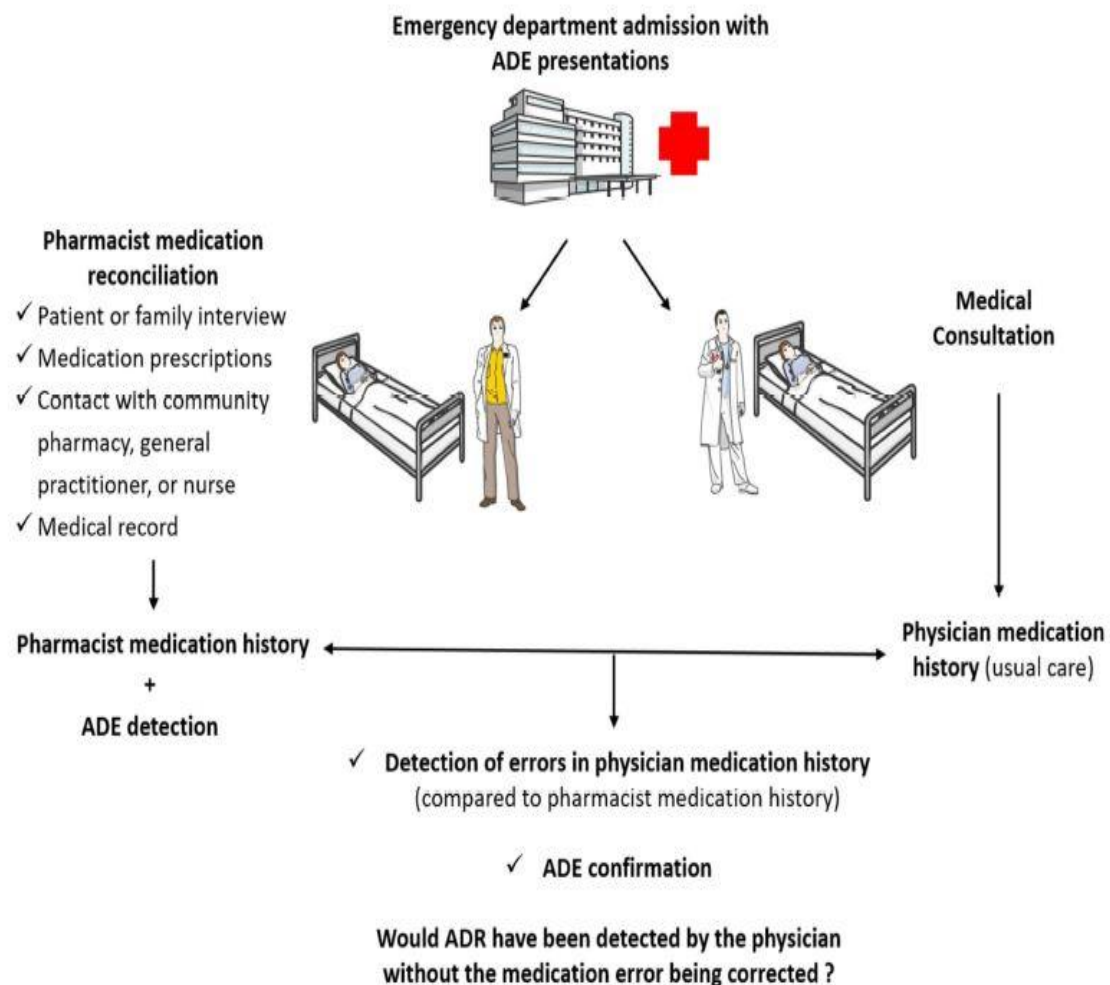 Emergency department admission with
ADE presentations
Pharmacist medication
reconciliation
✓ Patient or family interview
✓ Medication prescriptions
✓ Contact with community
pharmacy, general
practitioner, or nurse
✓ Medical record
Medical
Consultation
Pharmacist medication history
+
ADE detection
Physician medication
history (usual care)
✓ Detection of errors in physician medication history
(compared to pharmacist medication history)
✓ ADE confirmation
Would ADR have been detected by the physician
without the medication error being corrected ?